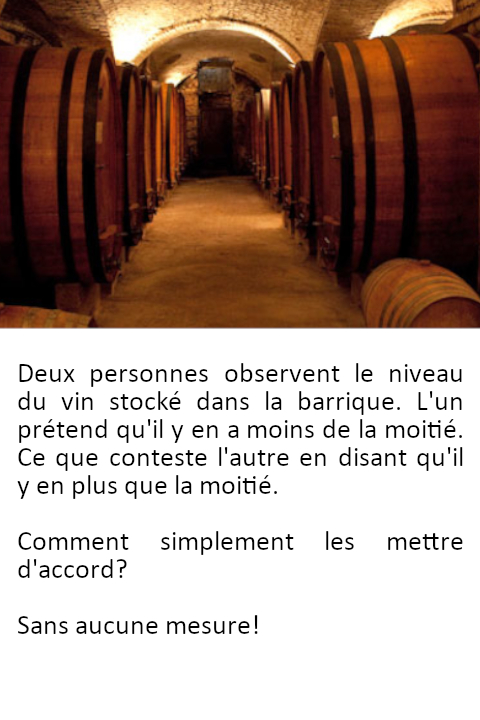 Deux personnes observent le niveau
du vin stocké dans la barrique. L'un
prétend qu'il y en a moins de la moitié.
Ce que conteste l'autre en disant qu'il
y en plus que la moitié.
Comment simplement les mettre
d'accord?
Sans aucune mesure!